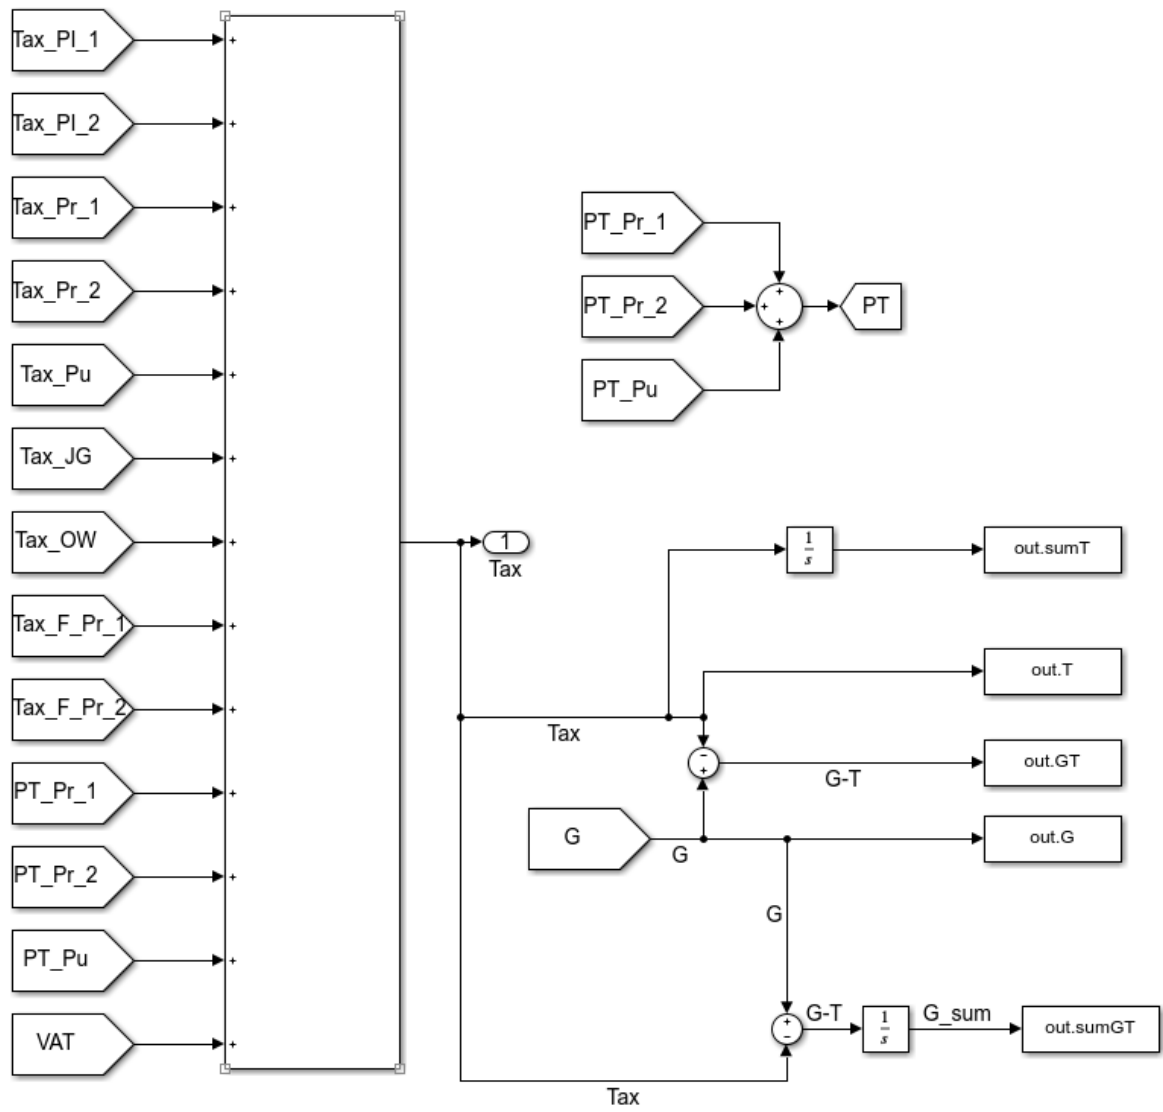 Tax_PI_1
+
Tax_PI_2
+
Tax_Pr_1
+
Tax_Pr_2
+
Tax_Pu
+
Tax_JG
+
Tax_OW
+
Tax_F_Pr_1
+
Tax_F_Pr_2
+
PT_Pr_1
+
PT_Pr_2
+
PT_Pu
+
VAT
+
PT_Pr_1
PT_Pr_2
PT_Pu
+
+
+
PT
1
Tax
1
s
out.sumT
out.T
Tax
-
+
G-T
out.GT
G
G
out.G
G
+
-
G-T
1
s
G_sum
out.sumGT
Tax